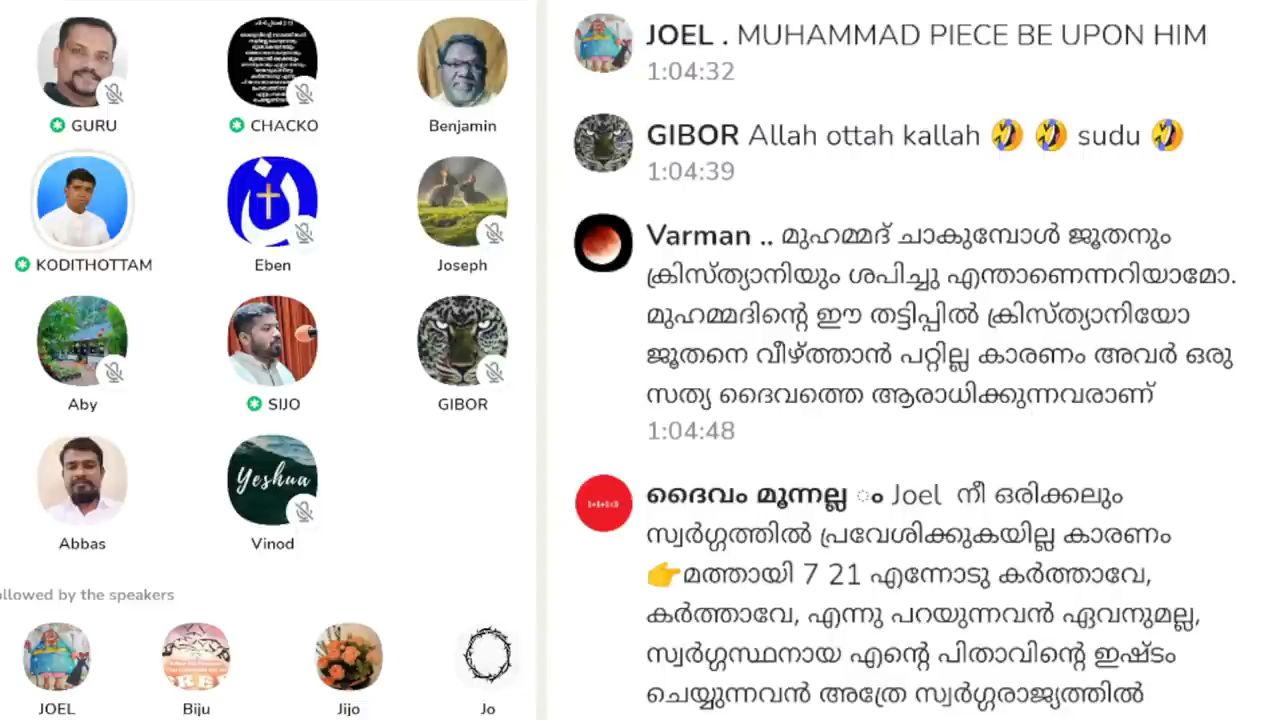 GURU
CHACKO
Benjamin
KODITHOTTAM
Eben
Joseph
Aby
SIJO
GIBOR
Yeshua
Abbas
Vinod
ollowed by the speakers
JOEL
Biju
Jijo
Jo
JOEL . MUHAMMAD PIECE BE UPON HIM
1:04:32
GIBOR Allah ottah kallah 🤣 🤣 sudu 🤣
1:04:39
Varman .. മുഹമ്മദ് ചാകുമ്പോൾ ജൂതനും
ക്രിസ്ത്യാനിയും ശപിച്ചു എന്താണെന്നറിയാമോ.
മുഹമ്മദിന്റെ ഈ തട്ടിപ്പിൽ ക്രിസ്ത്യാനിയോ
ജൂതനെ വീഴ്ത്താൻ പറ്റില്ല കാരണം അവർ ഒരു
സത്യ ദൈവത്തെ ആരാധിക്കുന്നവരാണ്
1:04:48
ദൈവം മൂന്നല്ല ം Joel നീ ഒരിക്കലും
സ്വർഗ്ഗത്തിൽ പ്രവേശിക്കുകയില്ല കാരണം
👉മത്തായി 7 21 എന്നോടു കർത്താവേ,
കർത്താവേ, എന്നു പറയുന്നവൻ ഏവനുമല്ല,
സ്വർഗ്ഗസ്ഥനായ എന്റെ പിതാവിന്റെ ഇഷ്ടം
ചെയ്യുന്നവൻ അത്രേ സ്വർഗ്ഗരാജ്യത്തിൽ